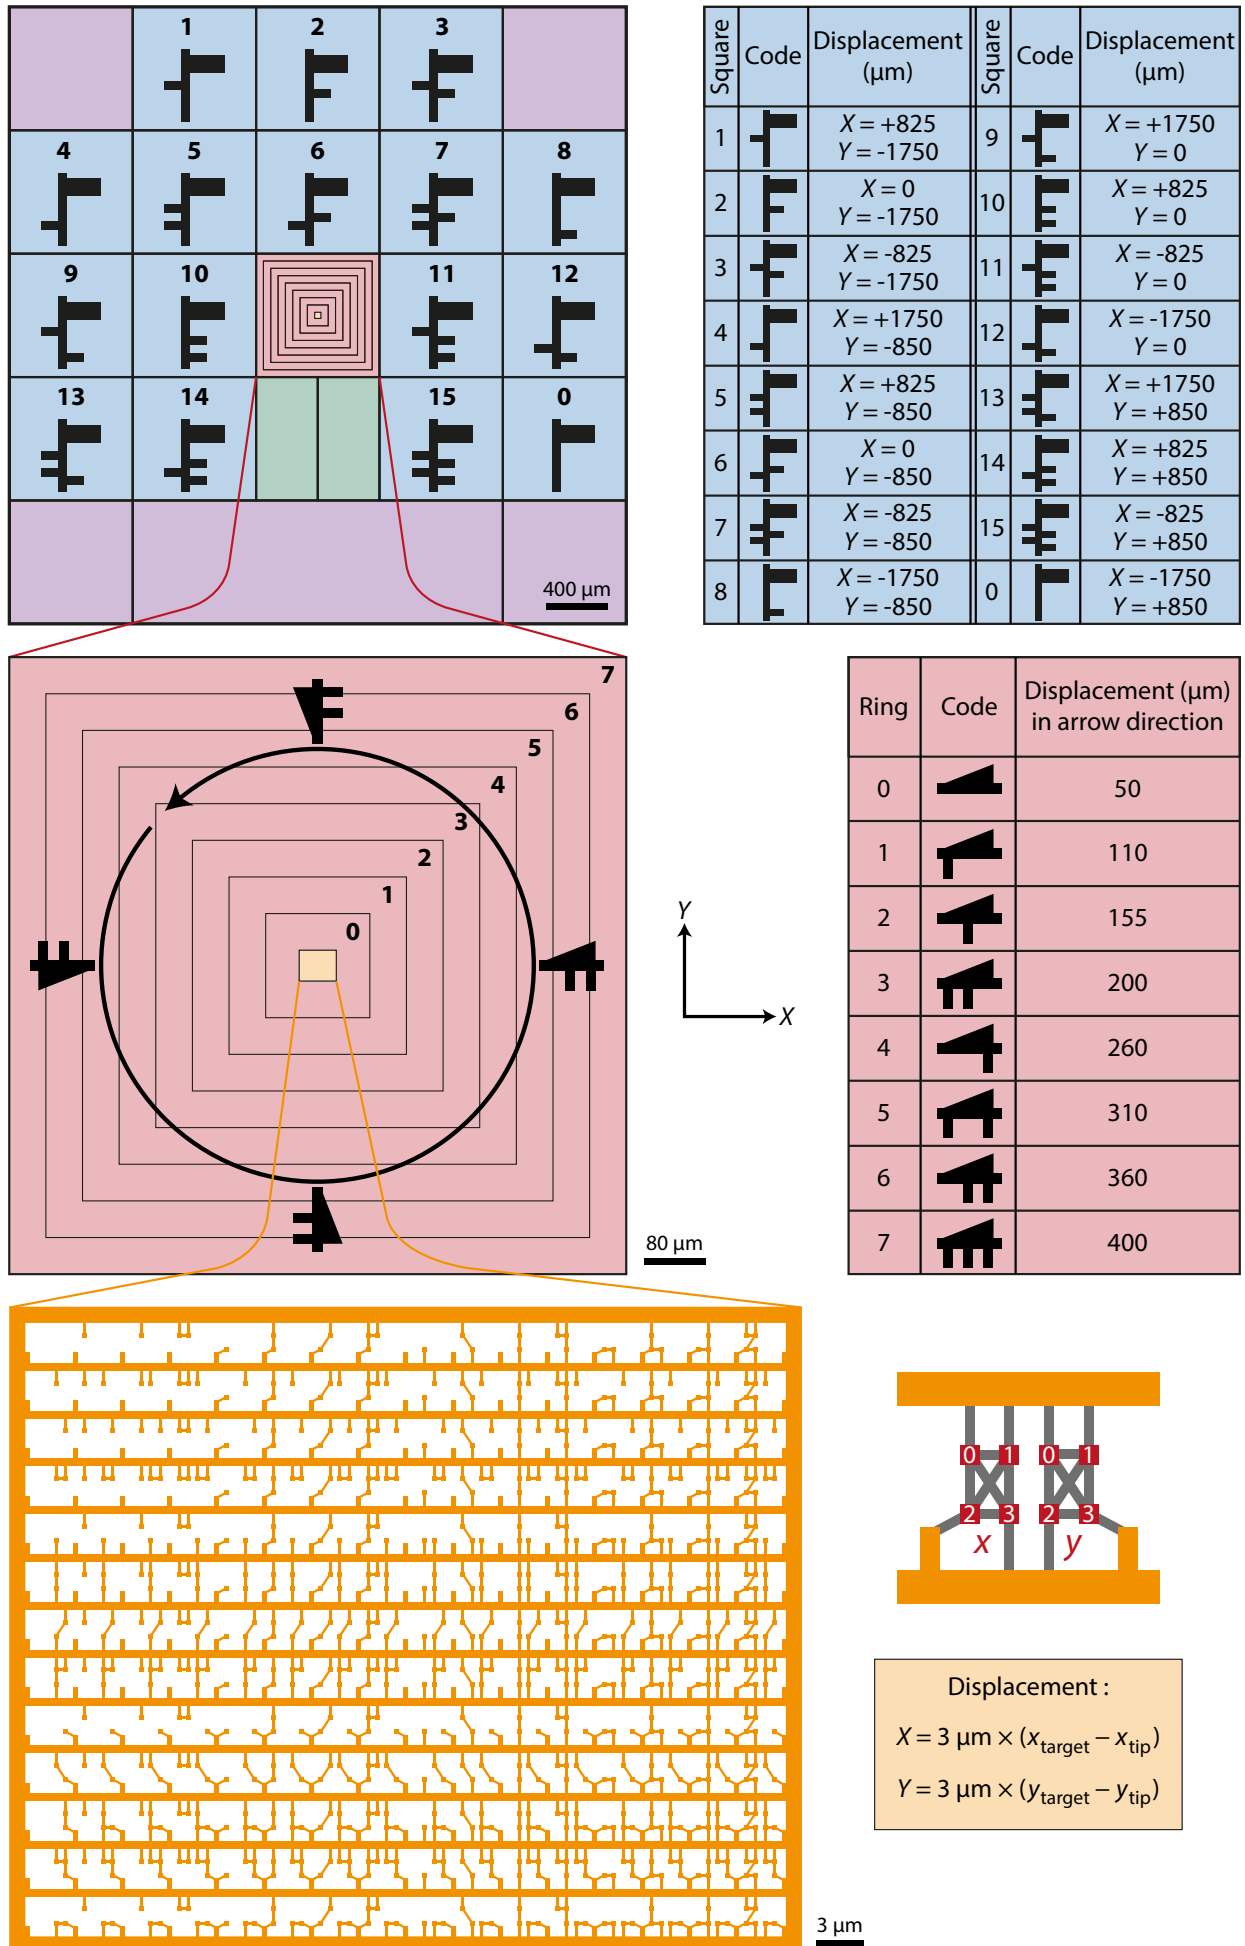 1 2 3
4 5 6 7 8
9 10 11 12
13 14 15 0
400 µm
Square Code Displacement (µm) Square Code Displacement (µm)
1 X = +825 Y = -1750 9 X = +1750 Y = 0
2 X = 0 Y = -1750 10 X = +825 Y = 0
3 X = -825 Y = -1750 11 X = -825 Y = 0
4 X = +1750 Y = -850 12 X = -1750 Y = 0
5 X = +825 Y = -850 13 X = +1750 Y = +850
6 X = 0 Y = -850 14 X = +825 Y = +850
7 X = -825 Y = -850 15 X = -825 Y = +850
8 X = -1750 Y = -850 0 X = -1750 Y = +850
7
6
5
4
3
2
1
0
80 µm
Y
X
Ring Code Displacement (µm) in arrow direction
0 50
1 110
2 155
3 200
4 260
5 310
6 360
7 400
3 µm
0 1 0 1
2 3 2 3
x y
Displacement :
X = 3 µm × (xtarget − xtip)
Y = 3 µm × (ytarget − ytip)